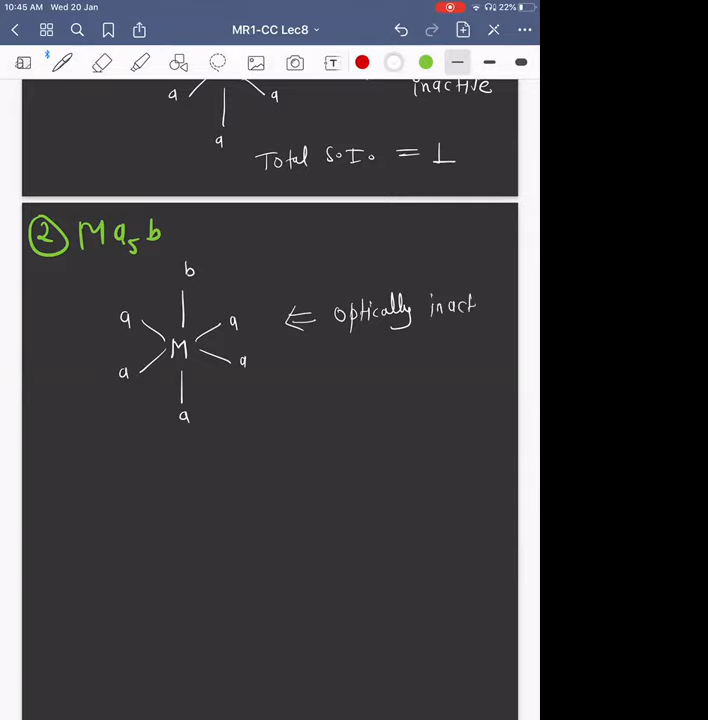 10:45 AM Wed 20 Jan
22%
MR1-CC Lec8
T
inactive
a a
a
Total S.I. = 1
2 Ma5b
b
optically inact
a a
M
a a
a